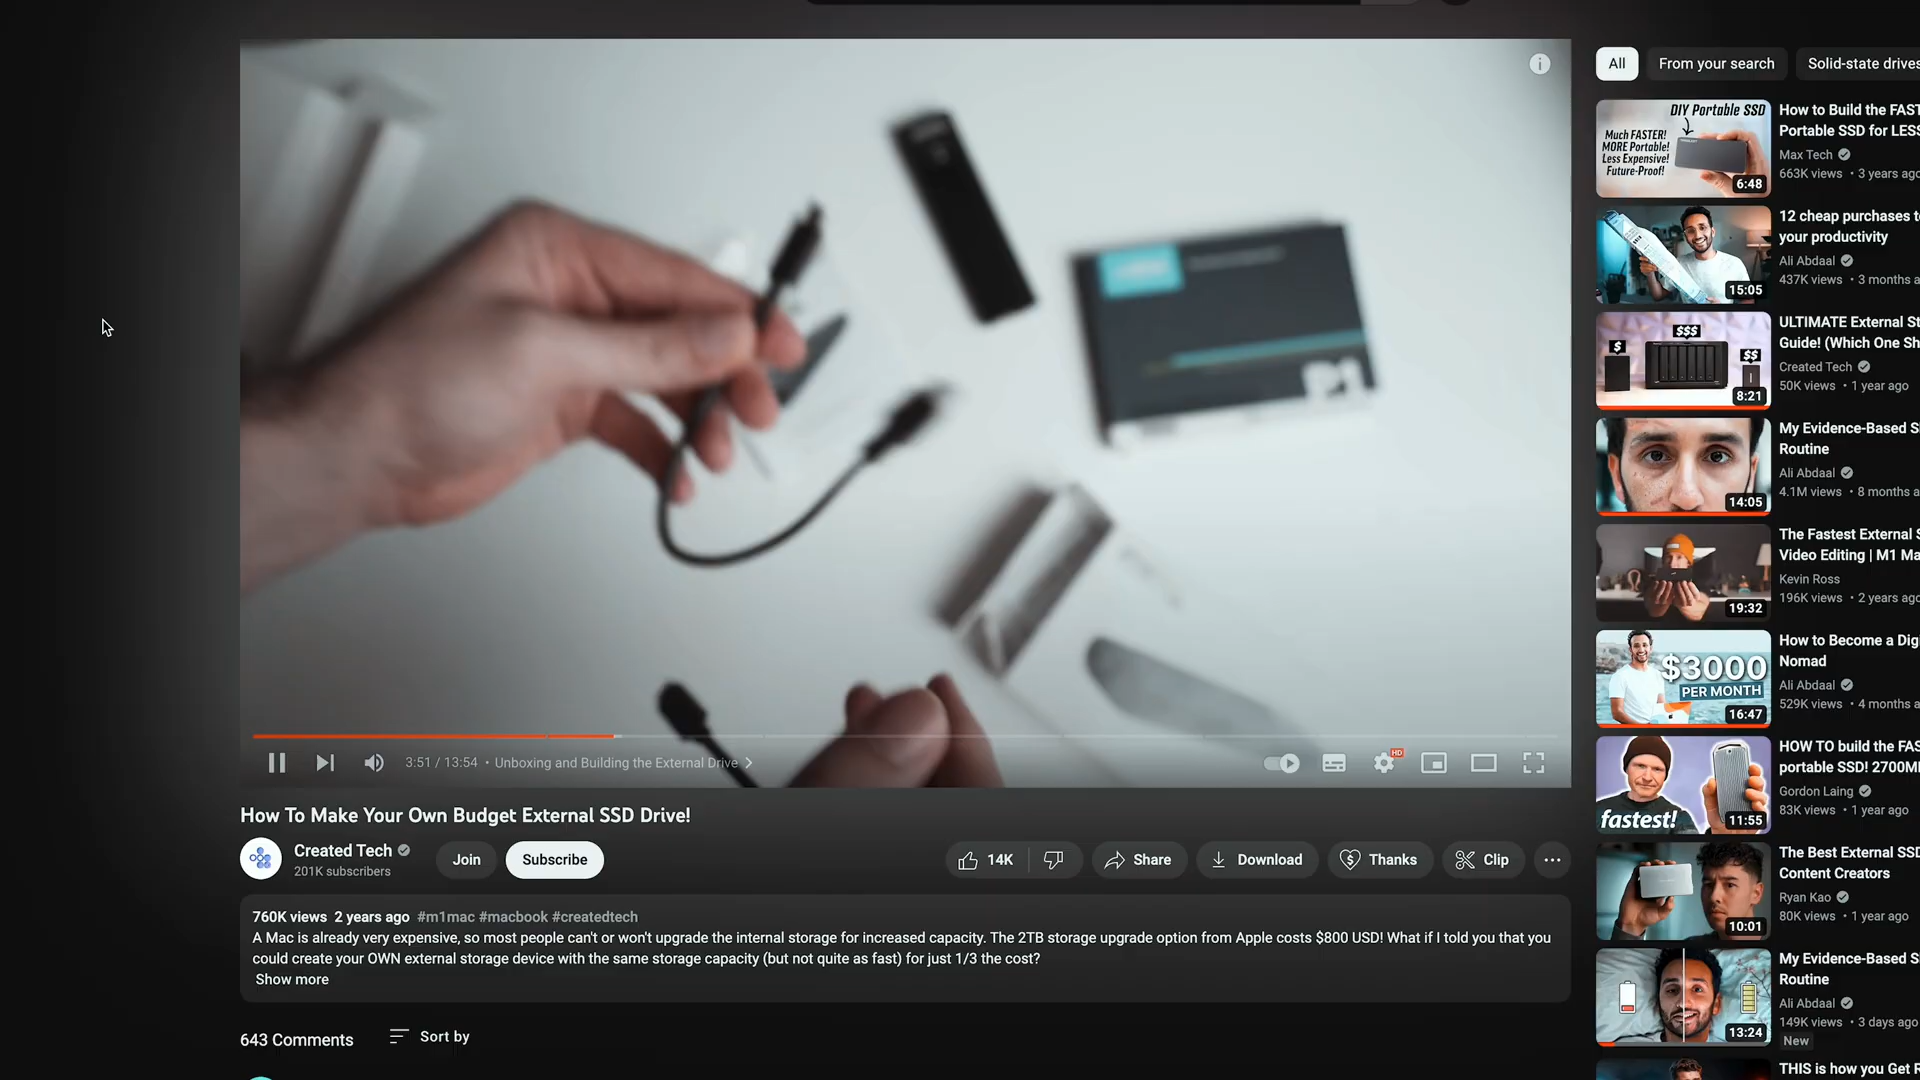 All
From your search
Solid-state drives
DIY Portable SSD
Much FASTER!
MORE Portable!
Less Expensive!
Future-Proof!
6:48
How to Build the FAST
Portable SSD for LESS
Max Tech
663K views • 3 years ago
15:05
12 cheap purchases t
your productivity
Ali Abdaal
437K views • 3 months a
$
$$$
$$
8:21
ULTIMATE External St
Guide! (Which One Sh
Created Tech
50K views • 1 year ago
14:05
My Evidence-Based S
Routine
Ali Abdaal
4.1M views • 8 months a
19:32
The Fastest External S
Video Editing | M1 Ma
Kevin Ross
196K views • 2 years ago
$3000
PER MONTH
16:47
How to Become a Dig
Nomad
Ali Abdaal
529K views • 4 months a
fastest!
11:55
HOW TO build the FAS
portable SSD! 2700M
Gordon Laing
83K views • 1 year ago
10:01
The Best External SSD
Content Creators
Ryan Kao
80K views • 1 year ago
13:24
My Evidence-Based S
Routine
Ali Abdaal
149K views • 3 days ago
New
THIS is how you Get R
P1
3:51 / 13:54 • Unboxing and Building the External Drive
HD
How To Make Your Own Budget External SSD Drive!
Created Tech
201K subscribers
Join
Subscribe
14K
Share
Download
Thanks
Clip
760K views 2 years ago #m1mac #macbook #createdtech
A Mac is already very expensive, so most people can't or won't upgrade the internal storage for increased capacity. The 2TB storage upgrade option from Apple costs $800 USD! What if I told you that you
could create your OWN external storage device with the same storage capacity (but not quite as fast) for just 1/3 the cost?
Show more
643 Comments
Sort by